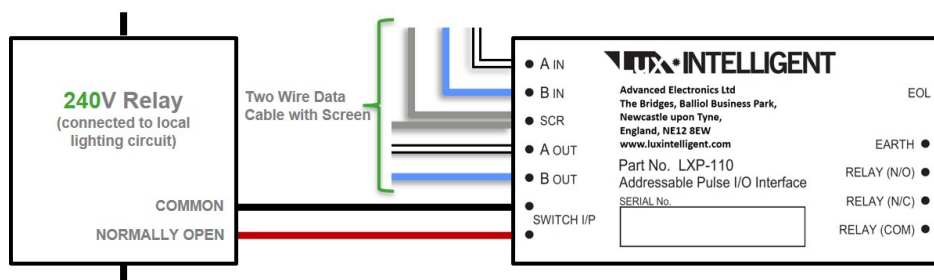 240V Relay
(connected to local
lighting circuit)
COMMON
NORMALLY OPEN
Two Wire Data
Cable with Screen
A IN
B IN
SCR
A OUT
B OUT
SWITCH I/P
LUX INTELLIGENT
Advanced Electronics Ltd
The Bridges, Balliol Business Park,
Newcastle upon Tyne,
England, NE12 8EW
www.luxintelligent.com
Part No. LXP-110
Addressable Pulse I/O Interface
SERIAL No.
EOL
EARTH
RELAY (N/O)
RELAY (N/C)
RELAY (COM)